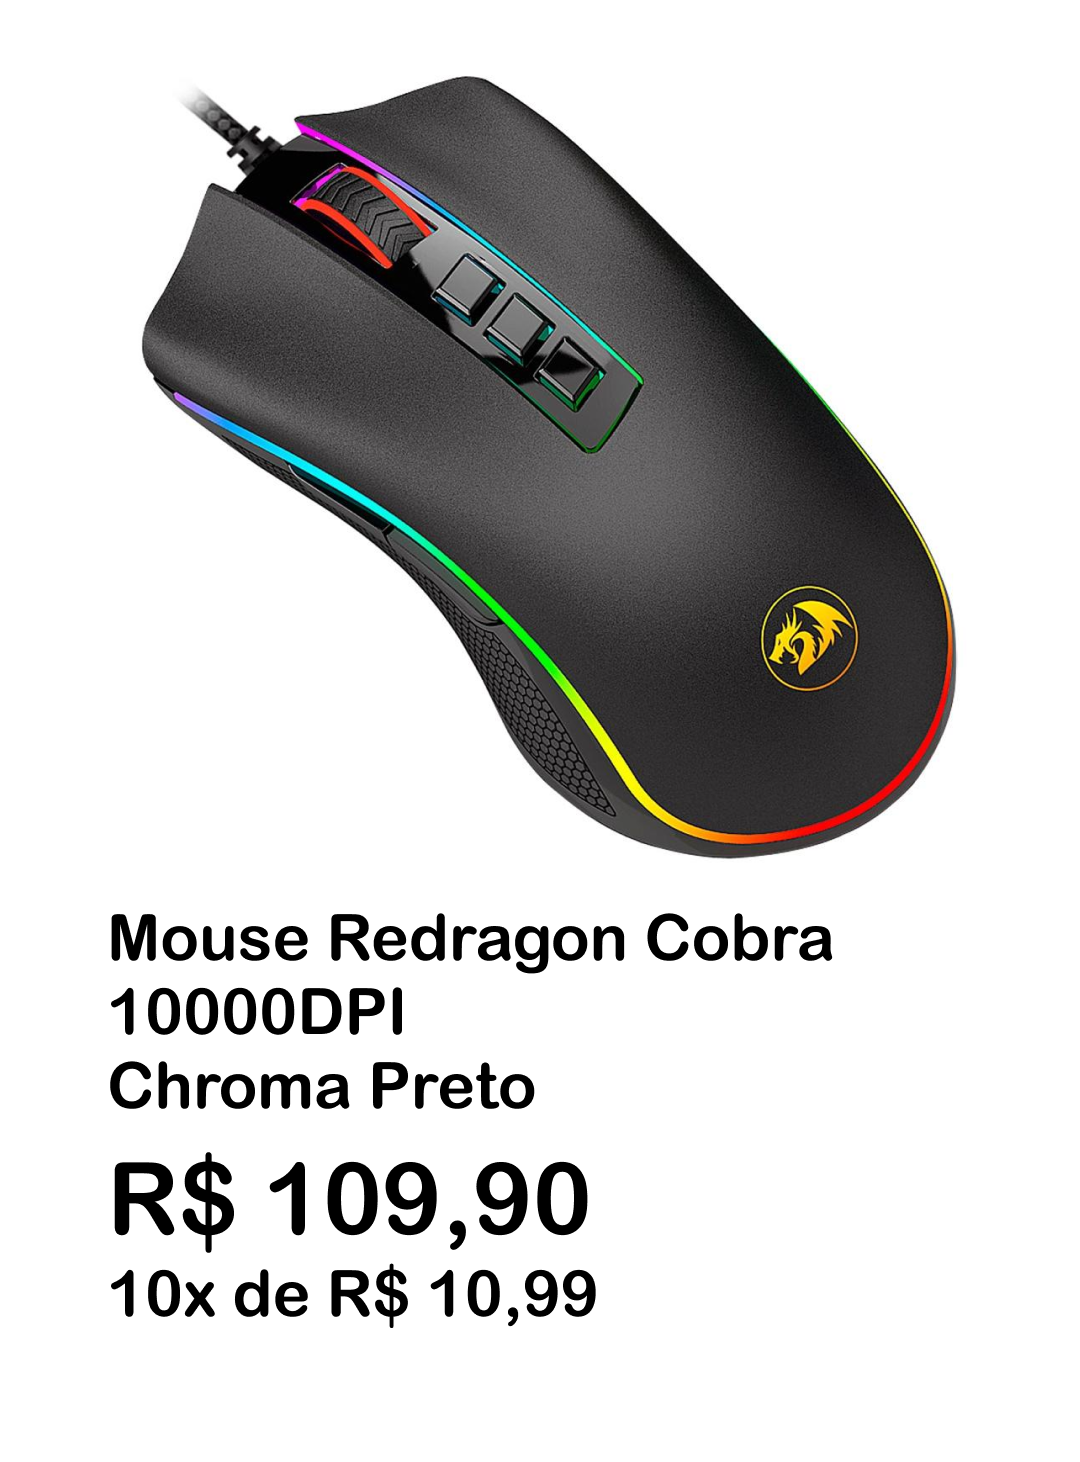 Mouse Redragon Cobra
10000DPI
Chroma Preto
R$ 109,90
10x de R$ 10,99